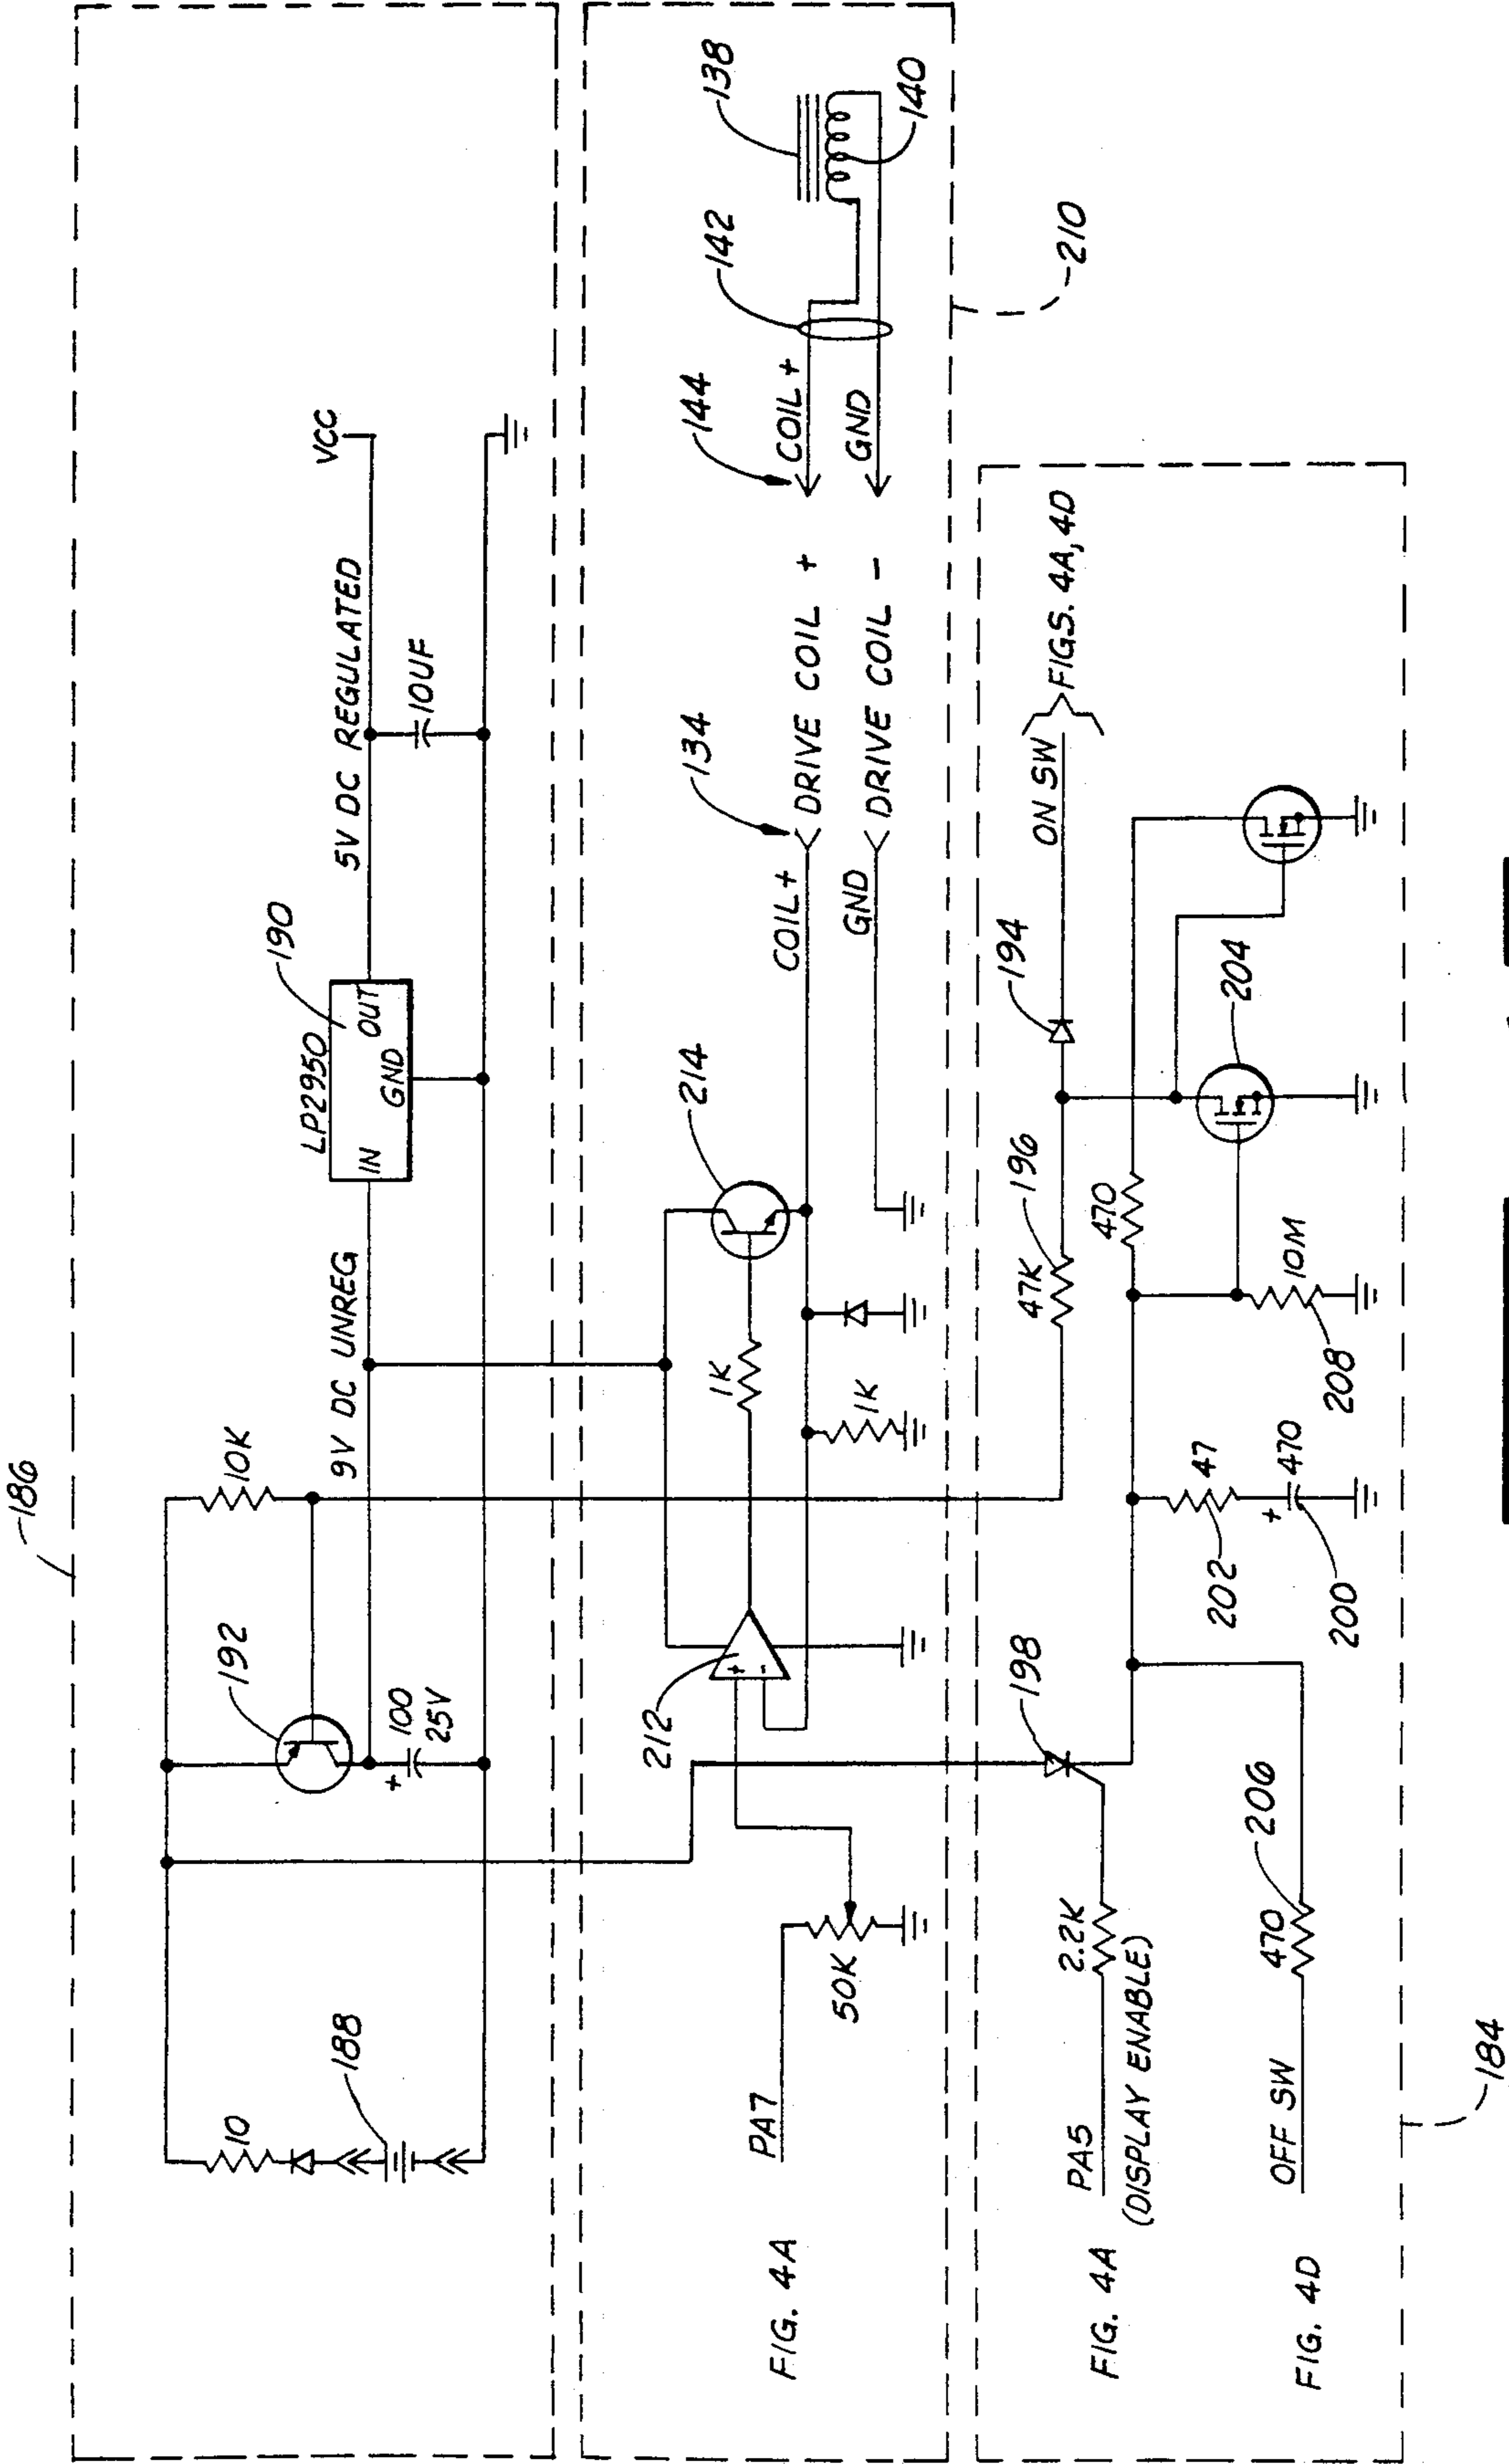 186
10
188
192
100
25V
10K
9V DC UNREG
LP2950
190
IN
OUT
GND
5V DC REGULATED
10UF
VCC
FIG. 4A
PA7
50K
212
+
-
1K
1K
214
COIL+
GND
134
DRIVE COIL +
DRIVE COIL -
144
COIL+
GND
142
138
140
210
FIG. 4A
PA5
(DISPLAY ENABLE)
2.2K
198
FIG. 4D
OFF SW
470
206
202
47
200
+
470
47K
196
470
10M
208
194
204
ON SW
FIGS. 4A, 4D
184